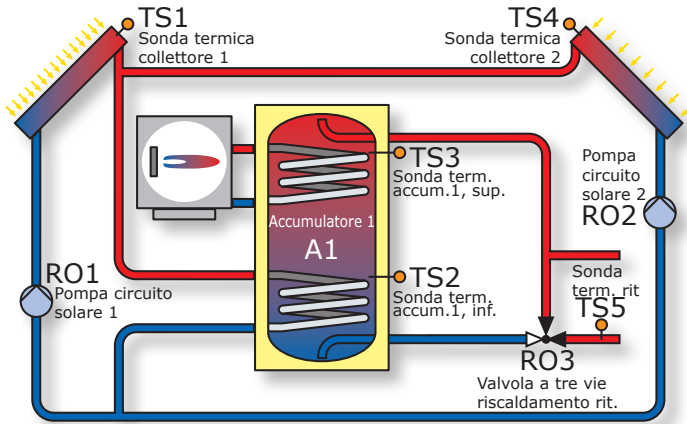 TS1
Sonda termica
collettore 1
TS4
Sonda termica
collettore 2
TS3
Sonda term.
accum.1, sup.
Pompa
circuito
solare 2
RO2
Accumulatore 1
A1
RO1
Pompa circuito
solare 1
TS2
Sonda term.
accum.1, inf.
Sonda
term. rit
TS5
RO3
Valvola a tre vie
riscaldamento rit.